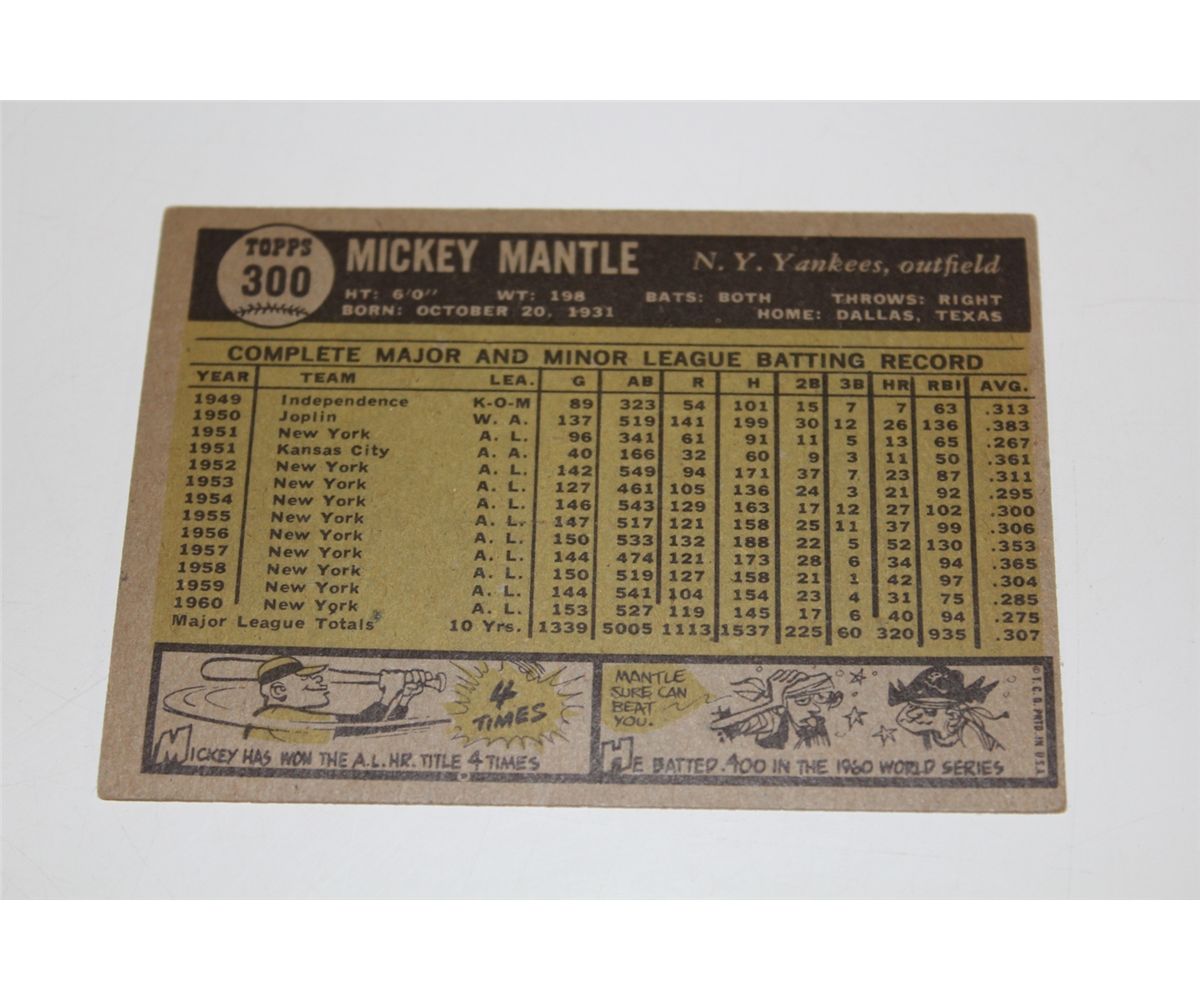 TOPPS
300
MICKEY MANTLE N. Y. Yankees, outfield
HT: 6'0" WT: 198 BATS: BOTH THROWS: RIGHT
BORN: OCTOBER 20, 1931 HOME: DALLAS, TEXAS
COMPLETE MAJOR AND MINOR LEAGUE BATTING RECORD
YEAR TEAM LEA. G AB R H 2B 3B HR RBI AVG.
1949 Independence K-O-M 89 323 54 101 15 7 7 63 .313
1950 Joplin W. A. 137 519 141 199 30 12 26 136 .383
1951 New York A. L. 96 341 61 91 11 5 13 65 .267
1951 Kansas City A. A. 40 166 32 60 9 3 11 50 .361
1952 New York A. L. 142 549 94 171 37 7 23 87 .311
1953 New York A. L. 127 461 105 136 24 3 21 92 .295
1954 New York A. L. 146 543 129 163 17 12 27 102 .300
1955 New York A. L. 147 517 121 158 25 11 37 99 .306
1956 New York A. L. 150 533 132 188 22 5 52 130 .353
1957 New York A. L. 144 474 121 173 28 6 34 94 .365
1958 New York A. L. 150 519 127 158 21 1 42 97 .304
1959 New York A. L. 144 541 104 154 23 4 31 75 .285
1960 New York A. L. 153 527 119 145 17 6 40 94 .275
Major League Totals 10 Yrs. 1339 5005 1113 1537 225 60 320 935 .307
4
TIMES
MICKEY HAS WON THE A.L. HR. TITLE 4 TIMES
MANTLE
SURE CAN
BEAT
YOU.
HE BATTED .400 IN THE 1960 WORLD SERIES
© T. C. G. PRTD. IN U.S.A.